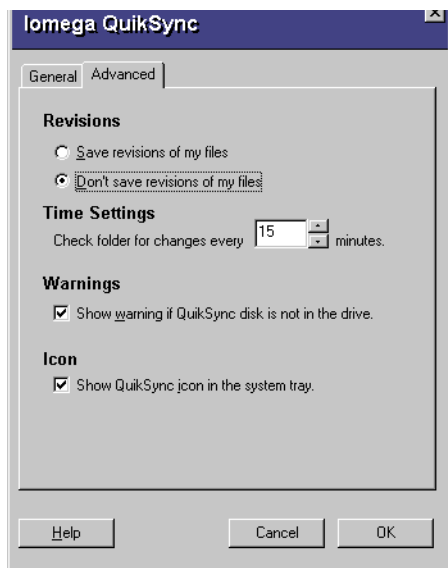 Iomega QuikSync
General Advanced
Revisions
Save revisions of my files
Don't save revisions of my files
Time Settings
Check folder for changes every 15 minutes.
Warnings
Show warning if QuikSync disk is not in the drive.
Icon
Show QuikSync icon in the system tray.
Help Cancel OK